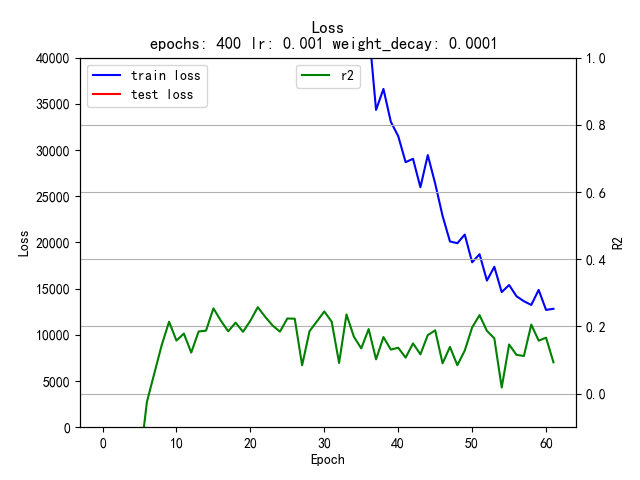 Loss
epochs: 400 lr: 0.001 weight_decay: 0.0001
train loss
test loss
r2
40000
35000
30000
25000
20000
15000
10000
5000
0
Loss
1.0
0.8
0.6
0.4
0.2
0.0
R2
0 10 20 30 40 50 60
Epoch